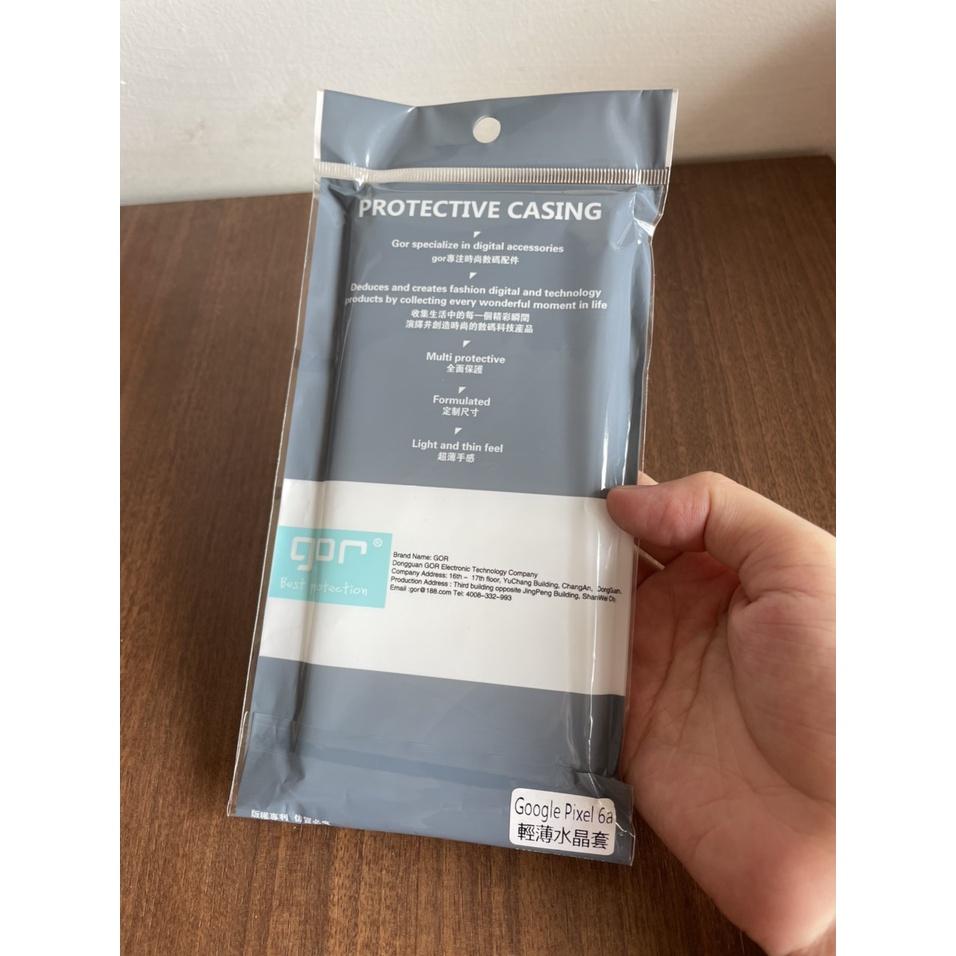 PROTECTIVE CASING
Gor specialize in digital accessories
gor專注時尚數碼配件
Deduces and creates fashion digital and technology
products by collecting every wonderful moment in life
收集生活中的每一個精彩瞬間
演繹并創造時尚的數碼科技產品
Multi protective
全面保護
Formulated
定制尺寸
Light and thin feel
超薄手感
gor®
Best protection
Brand Name: GOR
Dongguan GOR Electronic Technology Company
Company Address: 16th - 17th floor, YuChang Building, ChangAn, DongGuan.
Production Address : Third building opposite JingPeng Building, ShanWei
Email :gor@188.com Tel: 4008-332-993
版權專利
Google Pixel 6a
輕薄水晶套